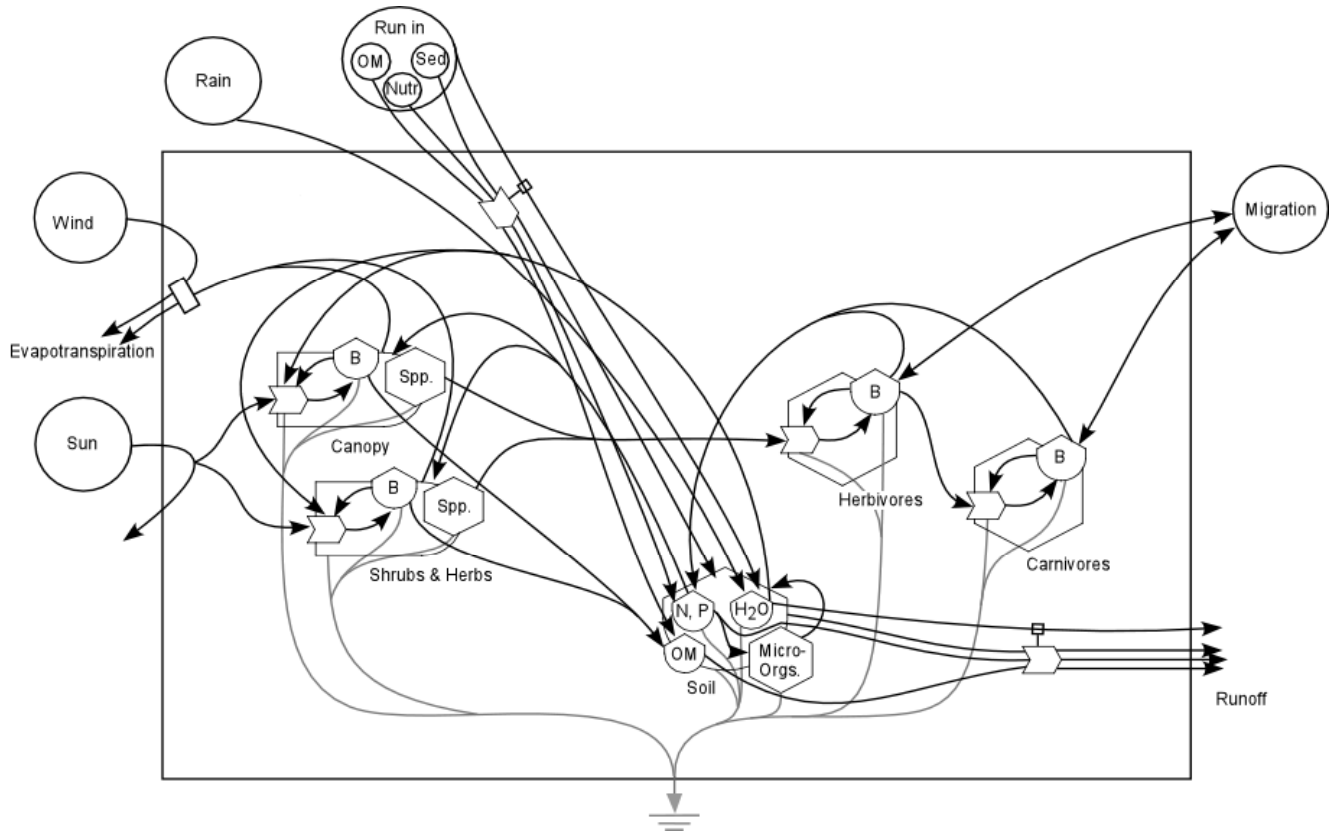 Run in
OM
Sed
Nutr
Rain
Wind
Migration
Evapotranspiration
B
Spp.
Canopy
Sun
B
Herbivores
B
Spp.
B
Carnivores
Shrubs & Herbs
N, P
H2O
OM
Micro-
Orgs.
Soil
Runoff